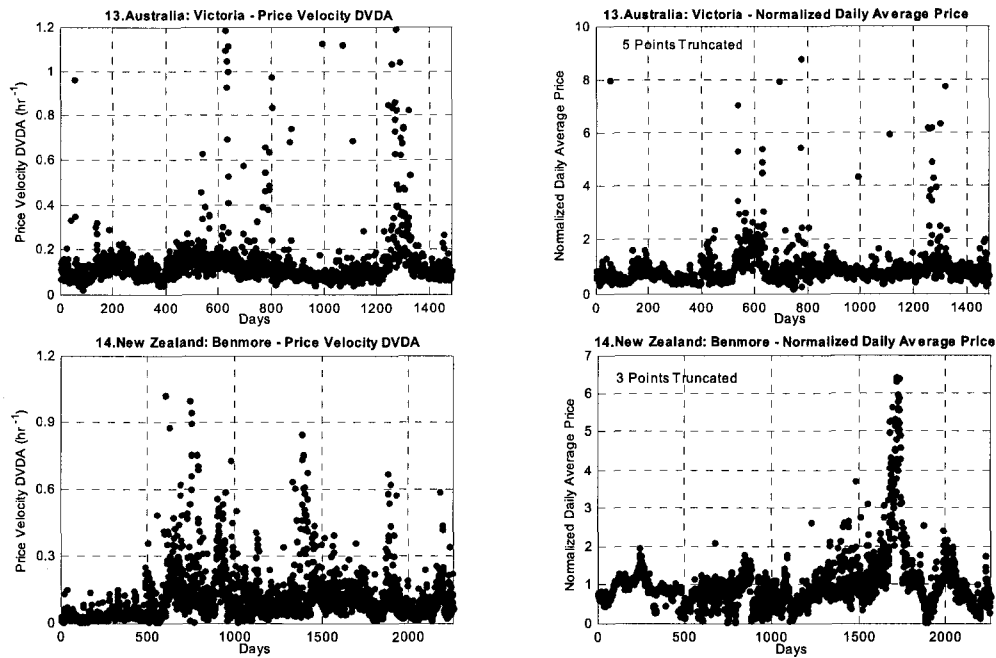 13.Australia: Victoria - Price Velocity DVDA
Price Velocity DVDA (hr⁻¹)
1.2
1
0.8
0.6
0.4
0.2
0
0 200 400 600 800 1000 1200 1400
Days
13.Australia: Victoria - Normalized Daily Average Price
5 Points Truncated
Normalized Daily Average Price
10
8
6
4
2
0
0 200 400 600 800 1000 1200 1400
Days
14.New Zealand: Benmore - Price Velocity DVDA
Price Velocity DVDA (hr⁻¹)
1.2
0.9
0.6
0.3
0
0 500 1000 1500 2000
Days
14.New Zealand: Benmore - Normalized Daily Average Price
3 Points Truncated
Normalized Daily Average Price
7
6
5
4
3
2
1
0
0 500 1000 1500 2000
Days